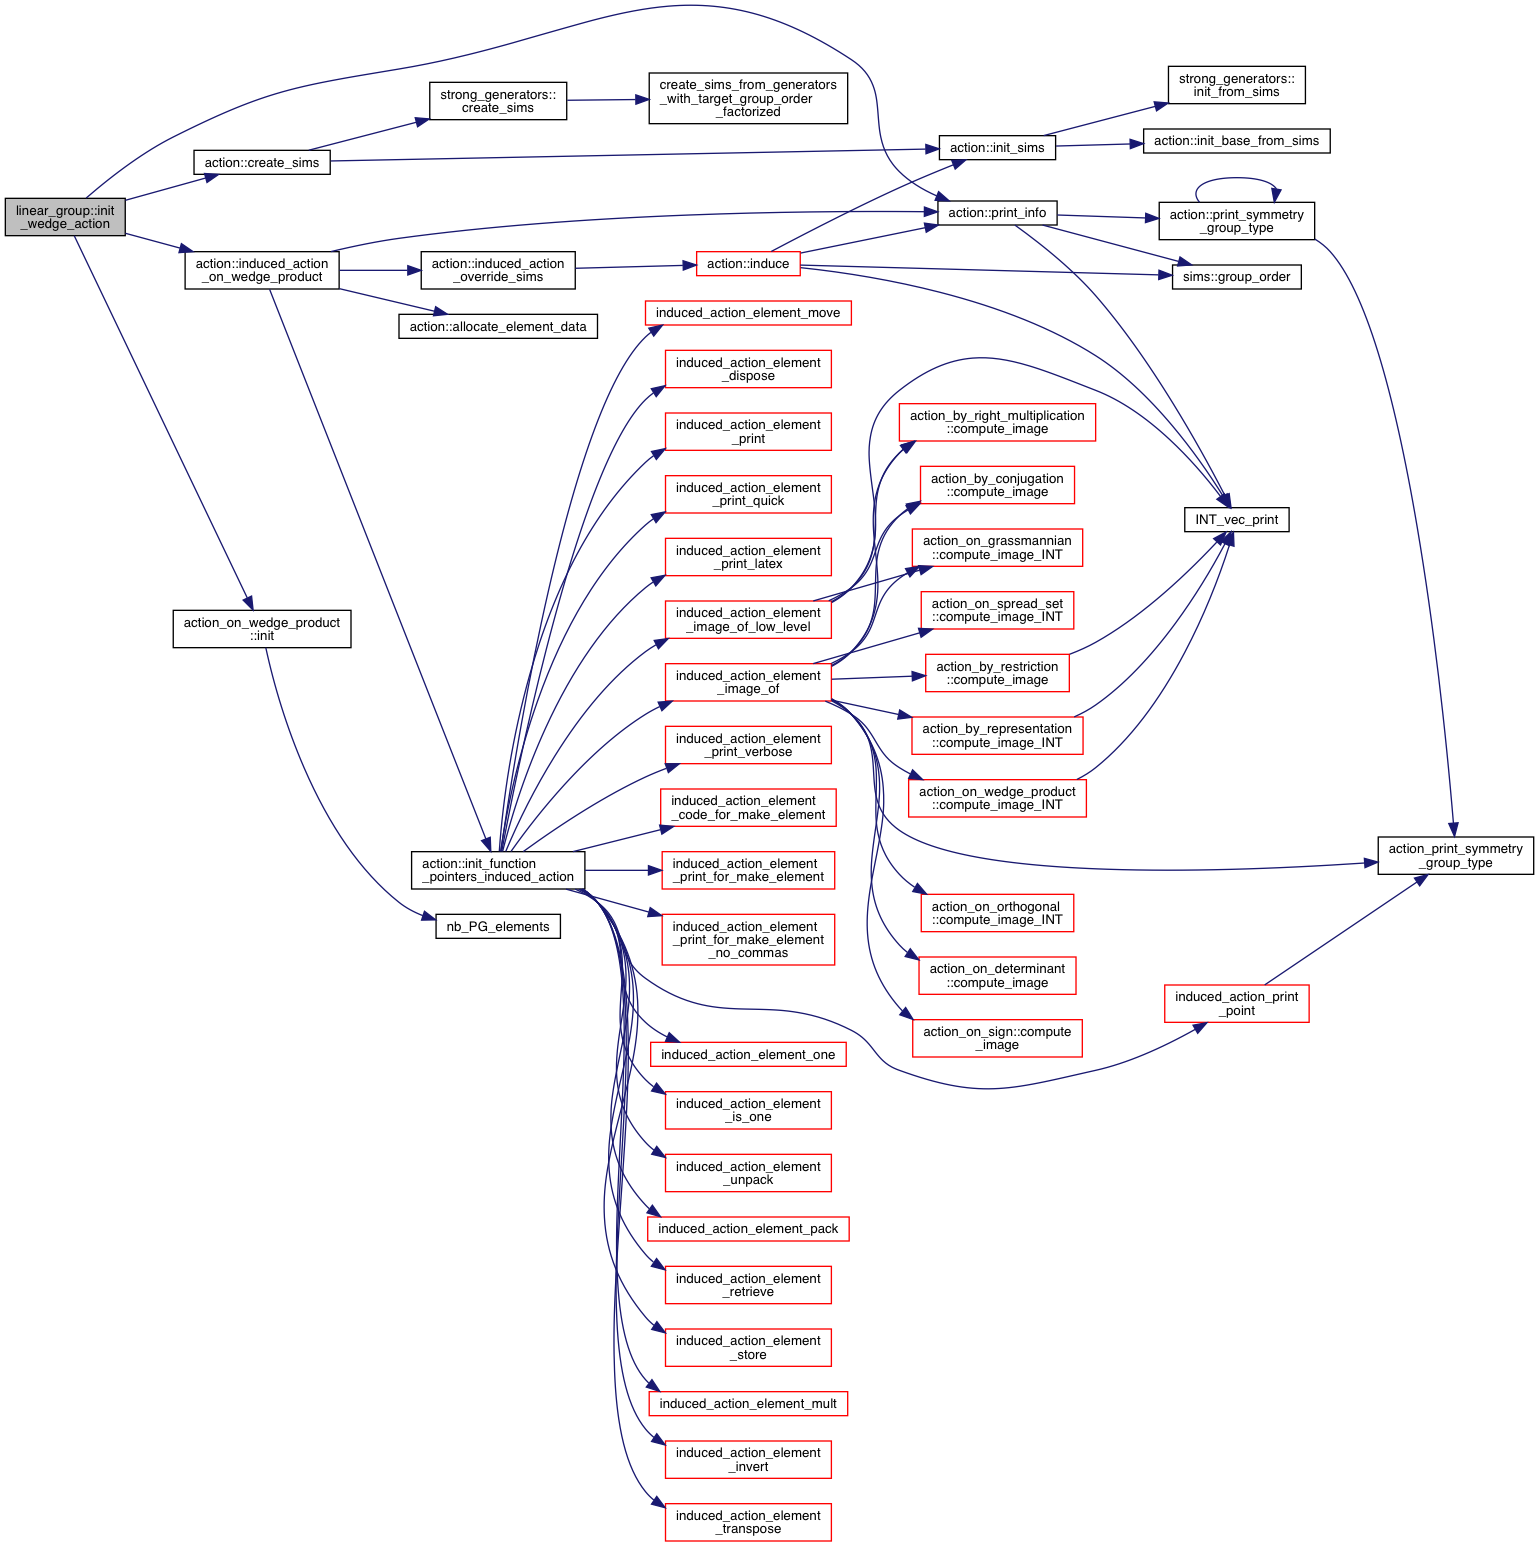 linear_group::init
_wedge_action
action::create_sims
action::induced_action
_on_wedge_product
action_on_wedge_product
::init
strong_generators::
create_sims
action::induced_action
_override_sims
action::allocate_element_data
action::init_function
_pointers_induced_action
nb_PG_elements
create_sims_from_generators
_with_target_group_order
_factorized
action::induce
induced_action_element_move
induced_action_element
_dispose
induced_action_element
_print
induced_action_element
_print_quick
induced_action_element
_print_latex
induced_action_element
_image_of_low_level
induced_action_element
_image_of
induced_action_element
_print_verbose
induced_action_element
_code_for_make_element
induced_action_element
_print_for_make_element
induced_action_element
_print_for_make_element
_no_commas
induced_action_element_one
induced_action_element
_is_one
induced_action_element
_unpack
induced_action_element_pack
induced_action_element
_retrieve
induced_action_element
_store
induced_action_element_mult
induced_action_element
_invert
induced_action_element
_transpose
action::init_sims
action::print_info
action_by_right_multiplication
::compute_image
action_by_conjugation
::compute_image
action_on_grassmannian
::compute_image_INT
action_on_spread_set
::compute_image_INT
action_by_restriction
::compute_image
action_by_representation
::compute_image_INT
action_on_wedge_product
::compute_image_INT
action_on_orthogonal
::compute_image_INT
action_on_determinant
::compute_image
action_on_sign::compute
_image
strong_generators::
init_from_sims
action::init_base_from_sims
action::print_symmetry
_group_type
sims::group_order
INT_vec_print
induced_action_print
_point
action_print_symmetry
_group_type